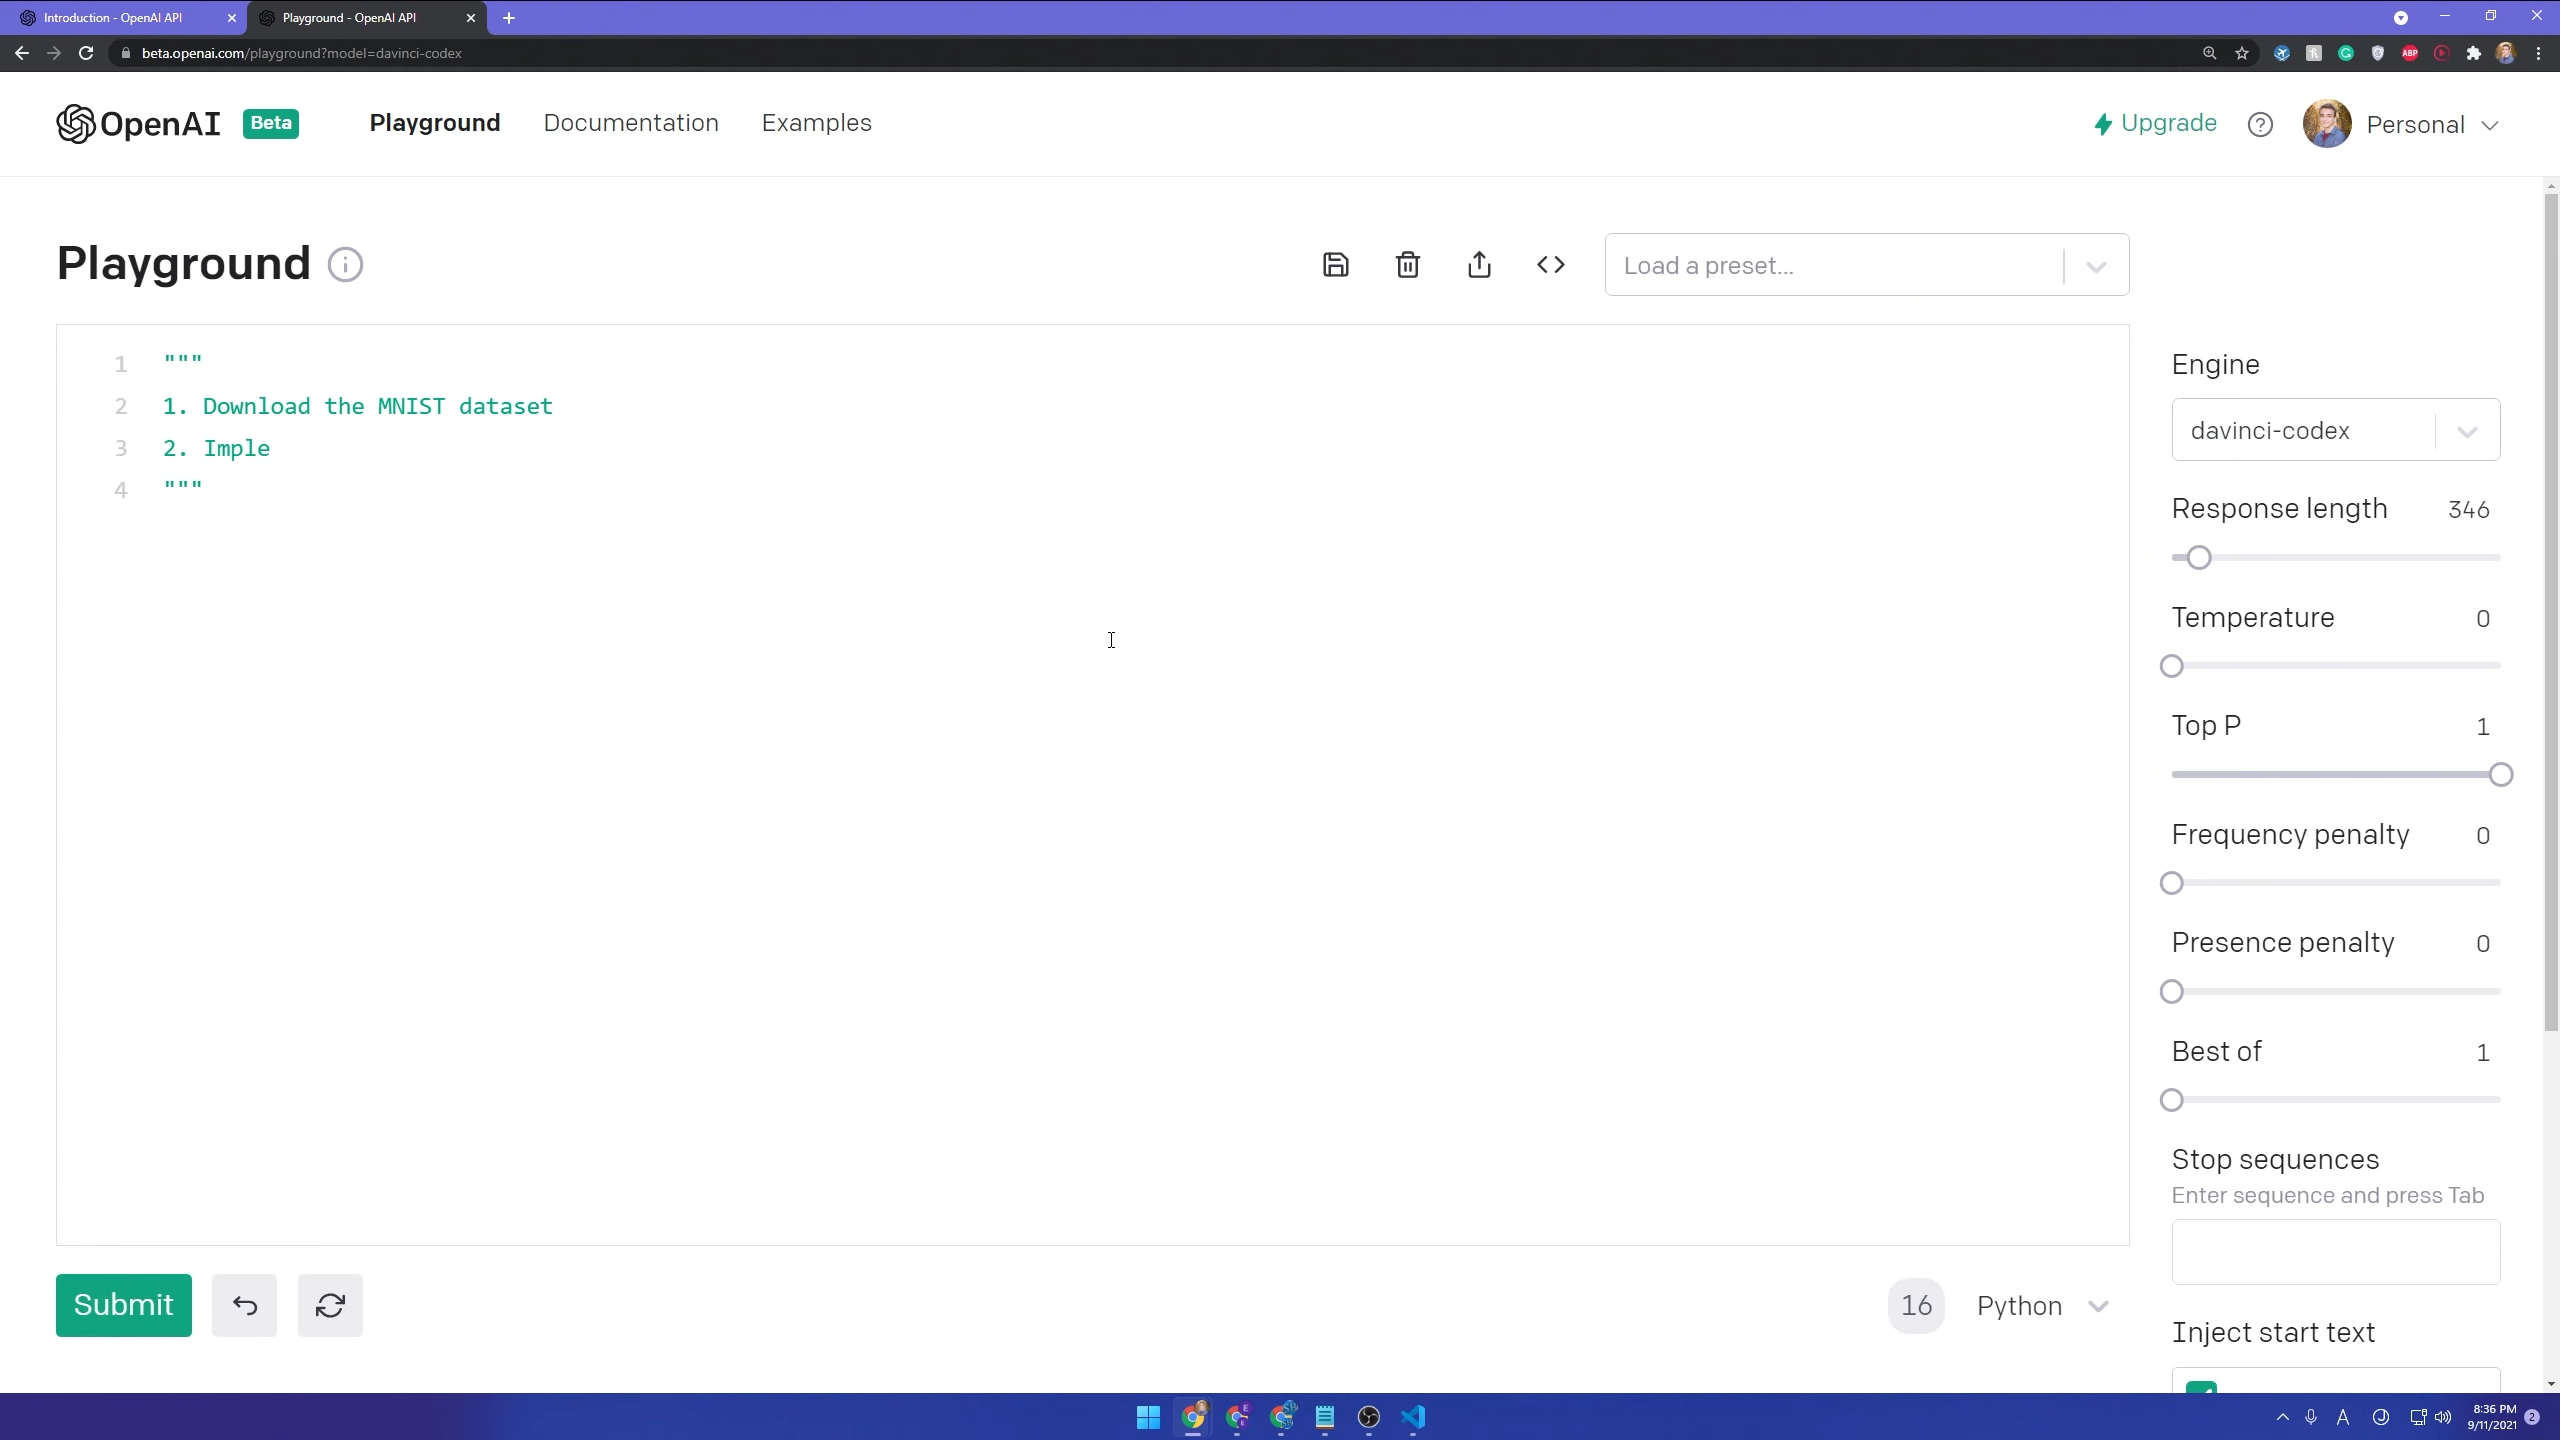 Introduction - OpenAI API
Playground - OpenAI API
beta.openai.com/playground?model=davinci-codex
ABP
OpenAI Beta Playground Documentation Examples
Upgrade Personal
Playground
Load a preset...
1 """
2 1. Download the MNIST dataset
3 2. Imple
4 """
Engine
davinci-codex
Response length 346
Temperature 0
Top P 1
Frequency penalty 0
Presence penalty 0
Best of 1
Stop sequences
Enter sequence and press Tab
Inject start text
Submit
16 Python
8:36 PM
9/11/2021
2